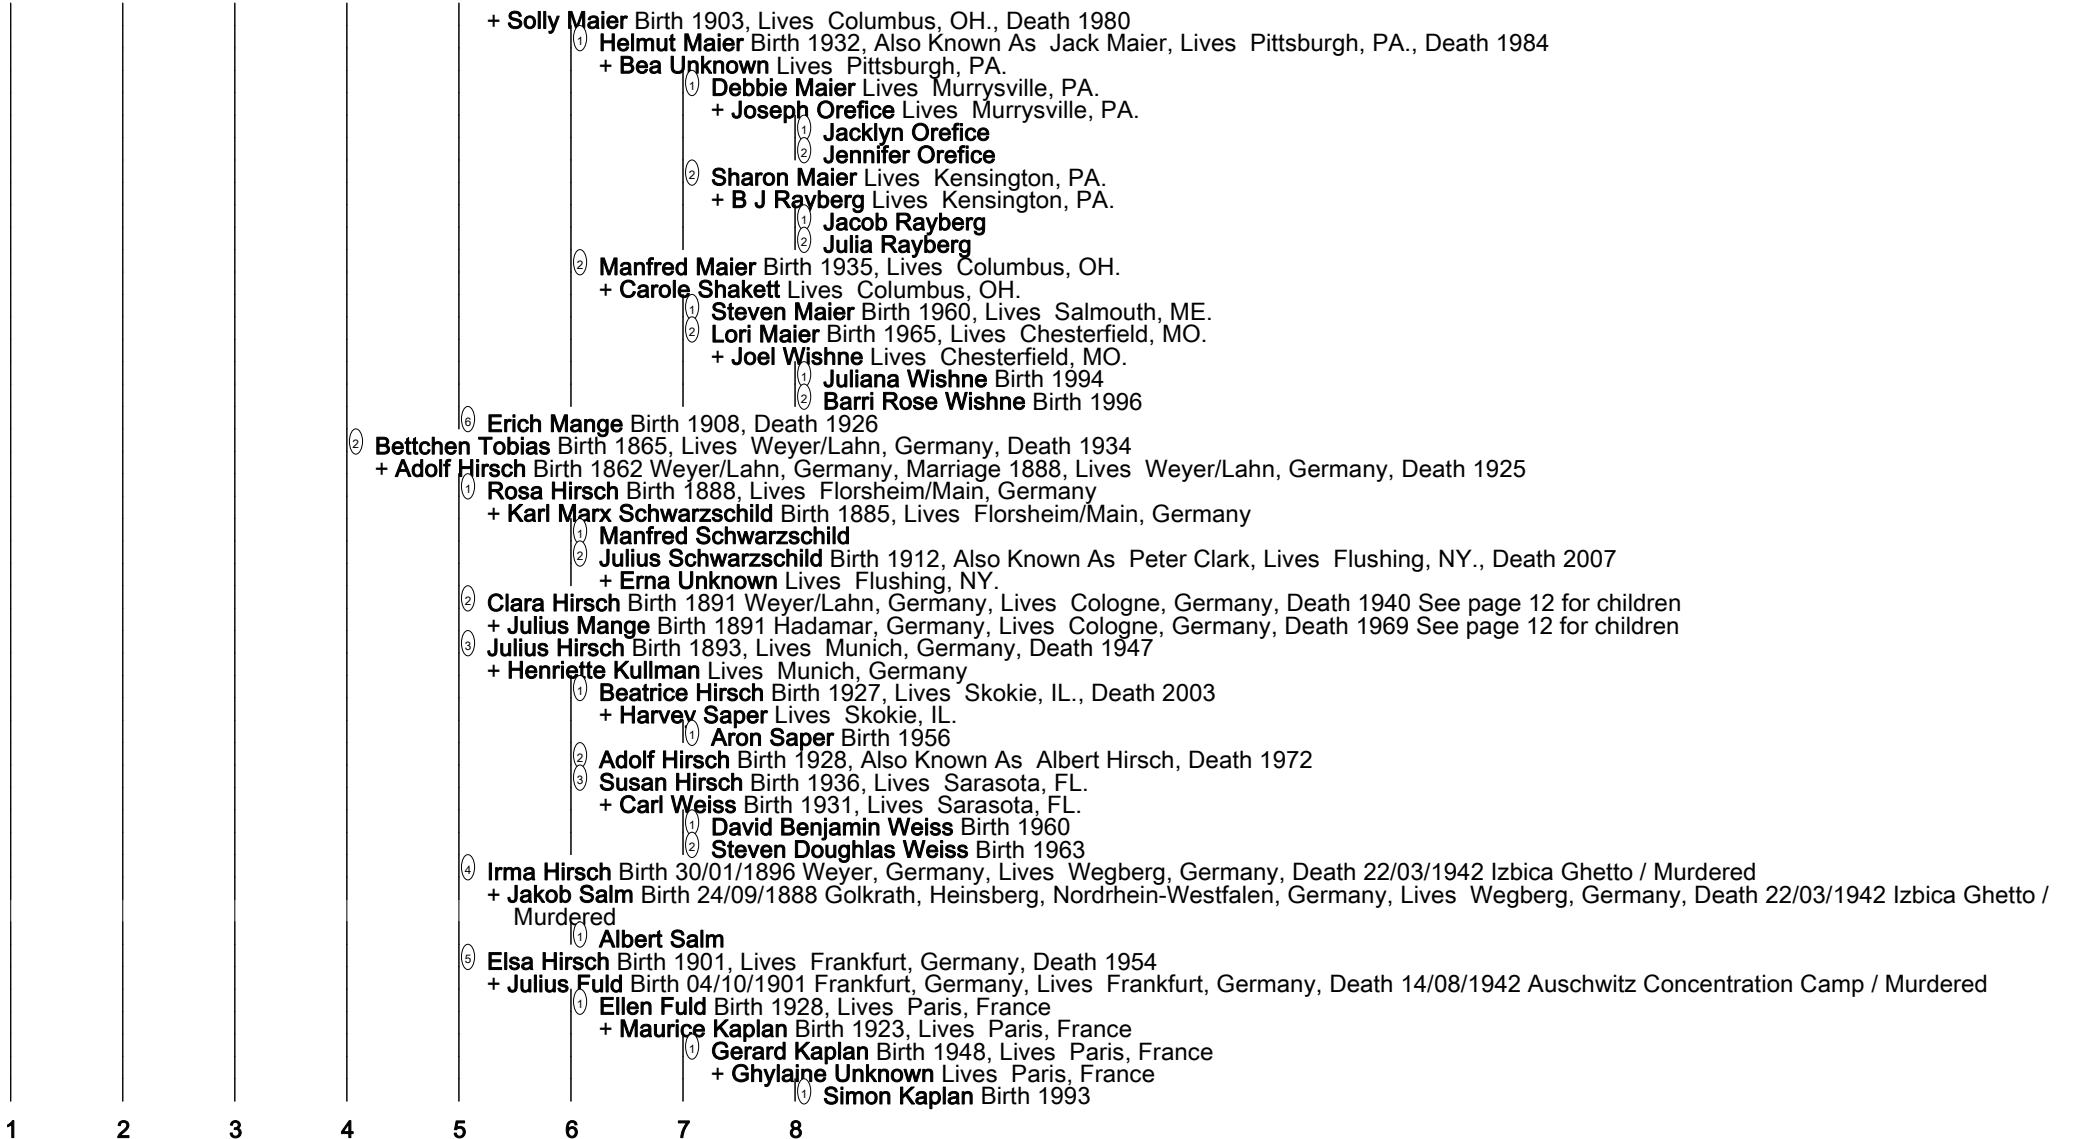 + Solly Maier Birth 1903, Lives Columbus, OH., Death 1980
1 Helmut Maier Birth 1932, Also Known As Jack Maier, Lives Pittsburgh, PA., Death 1984
+ Bea Unknown Lives Pittsburgh, PA.
1 Debbie Maier Lives Murrysville, PA.
+ Joseph Orefice Lives Murrysville, PA.
1 Jacklyn Orefice
2 Jennifer Orefice
2 Sharon Maier Lives Kensington, PA.
+ B J Rayberg Lives Kensington, PA.
1 Jacob Rayberg
2 Julia Rayberg
2 Manfred Maier Birth 1935, Lives Columbus, OH.
+ Carole Shakett Lives Columbus, OH.
1 Steven Maier Birth 1960, Lives Salmouth, ME.
2 Lori Maier Birth 1965, Lives Chesterfield, MO.
+ Joel Wishne Lives Chesterfield, MO.
1 Juliana Wishne Birth 1994
2 Barri Rose Wishne Birth 1996
6 Erich Mange Birth 1908, Death 1926
2 Bettchen Tobias Birth 1865, Lives Weyer/Lahn, Germany, Death 1934
+ Adolf Hirsch Birth 1862 Weyer/Lahn, Germany, Marriage 1888, Lives Weyer/Lahn, Germany, Death 1925
1 Rosa Hirsch Birth 1888, Lives Florsheim/Main, Germany
+ Karl Marx Schwarzschild Birth 1885, Lives Florsheim/Main, Germany
1 Manfred Schwarzschild
2 Julius Schwarzschild Birth 1912, Also Known As Peter Clark, Lives Flushing, NY., Death 2007
+ Erna Unknown Lives Flushing, NY.
2 Clara Hirsch Birth 1891 Weyer/Lahn, Germany, Lives Cologne, Germany, Death 1940 See page 12 for children
+ Julius Mange Birth 1891 Hadamar, Germany, Lives Cologne, Germany, Death 1969 See page 12 for children
3 Julius Hirsch Birth 1893, Lives Munich, Germany, Death 1947
+ Henriette Kullman Lives Munich, Germany
1 Beatrice Hirsch Birth 1927, Lives Skokie, IL., Death 2003
+ Harvey Saper Lives Skokie, IL.
1 Aron Saper Birth 1956
2 Adolf Hirsch Birth 1928, Also Known As Albert Hirsch, Death 1972
3 Susan Hirsch Birth 1936, Lives Sarasota, FL.
+ Carl Weiss Birth 1931, Lives Sarasota, FL.
1 David Benjamin Weiss Birth 1960
2 Steven Doughlas Weiss Birth 1963
4 Irma Hirsch Birth 30/01/1896 Weyer, Germany, Lives Wegberg, Germany, Death 22/03/1942 Izbica Ghetto / Murdered
+ Jakob Salm Birth 24/09/1888 Golkrath, Heinsberg, Nordrhein-Westfalen, Germany, Lives Wegberg, Germany, Death 22/03/1942 Izbica Ghetto /
Murdered
1 Albert Salm
5 Elsa Hirsch Birth 1901, Lives Frankfurt, Germany, Death 1954
+ Julius Fuld Birth 04/10/1901 Frankfurt, Germany, Lives Frankfurt, Germany, Death 14/08/1942 Auschwitz Concentration Camp / Murdered
1 Ellen Fuld Birth 1928, Lives Paris, France
+ Maurice Kaplan Birth 1923, Lives Paris, France
1 Gerard Kaplan Birth 1948, Lives Paris, France
+ Ghylaine Unknown Lives Paris, France
1 Simon Kaplan Birth 1993
1 2 3 4 5 6 7 8